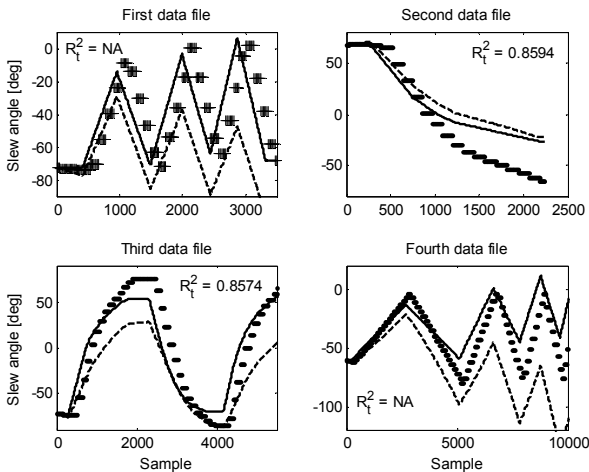 First data file
Second data file
R_t^2 = NA
R_t^2 = 0.8594
Slew angle [deg]
0
-20
-40
-60
-80
50
0
-50
0 1000 2000 3000
0 500 1000 1500 2000 2500
Third data file
Fourth data file
R_t^2 = 0.8574
R_t^2 = NA
Slew angle [deg]
50
0
-50
0
-50
-100
0 2000 4000
0 5000 10000
Sample
Sample